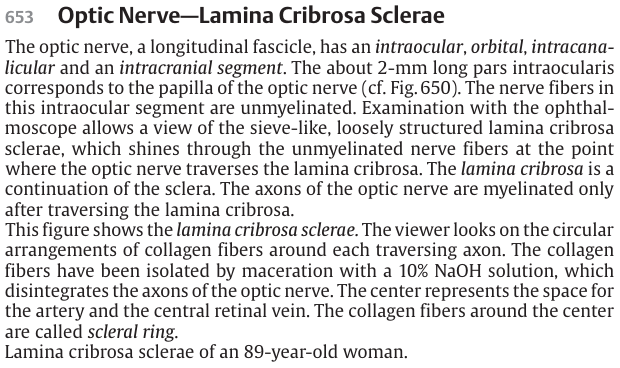 653 Optic Nerve—Lamina Cribrosa Sclerae
The optic nerve, a longitudinal fascicle, has an intraocular, orbital, intracana-
licular and an intracranial segment. The about 2-mm long pars intraocularis
corresponds to the papilla of the optic nerve (cf. Fig. 650). The nerve fibers in
this intraocular segment are unmyelinated. Examination with the ophthal-
moscope allows a view of the sieve-like, loosely structured lamina cribrosa
sclerae, which shines through the unmyelinated nerve fibers at the point
where the optic nerve traverses the lamina cribrosa. The lamina cribrosa is a
continuation of the sclera. The axons of the optic nerve are myelinated only
after traversing the lamina cribrosa.
This figure shows the lamina cribrosa sclerae. The viewer looks on the circular
arrangements of collagen fibers around each traversing axon. The collagen
fibers have been isolated by maceration with a 10% NaOH solution, which
disintegrates the axons of the optic nerve. The center represents the space for
the artery and the central retinal vein. The collagen fibers around the center
are called scleral ring.
Lamina cribrosa sclerae of an 89-year-old woman.